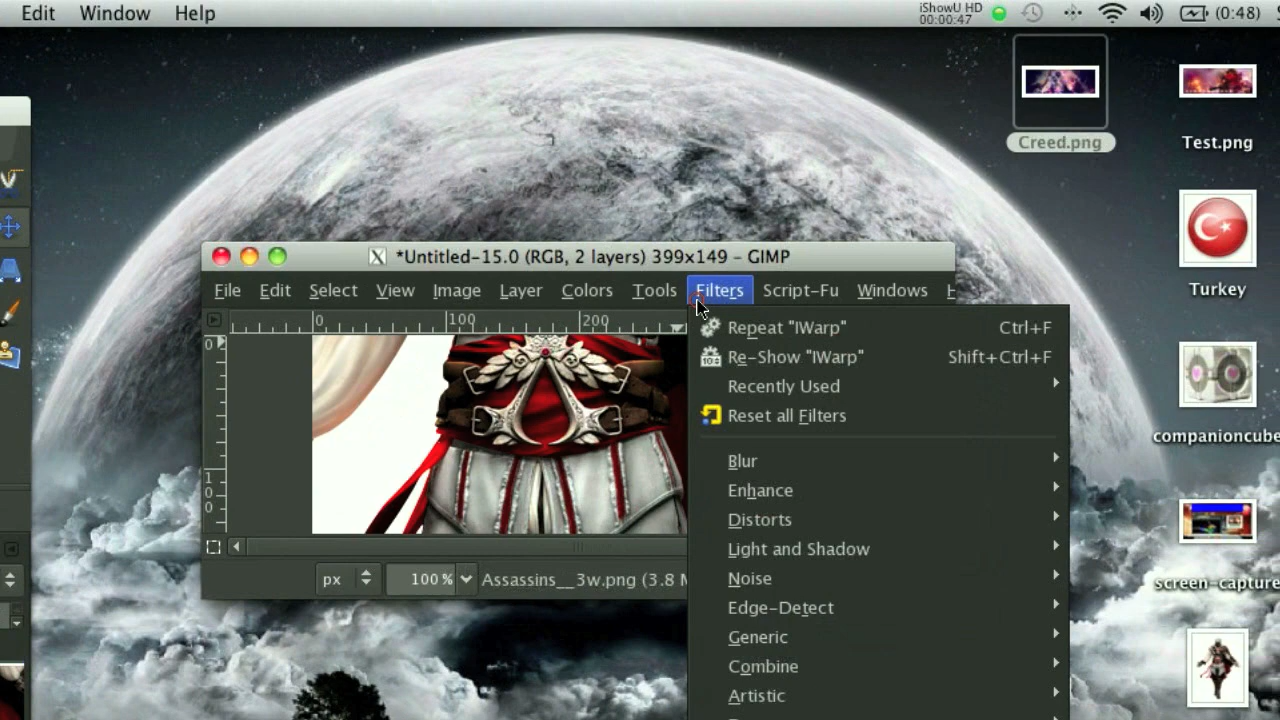 Edit Window Help
iShowU HD
00:00:47
(0:48)
Creed.png
Test.png
Turkey
companioncube
screen-capture
*Untitled-15.0 (RGB, 2 layers) 399x149 – GIMP
File Edit Select View Image Layer Colors Tools Filters Script-Fu Windows H
0 100 200
0
100
Repeat "IWarp" Ctrl+F
Re-Show "IWarp" Shift+Ctrl+F
Recently Used
Reset all Filters
Blur
Enhance
Distorts
Light and Shadow
Noise
Edge-Detect
Generic
Combine
Artistic
px 100% Assassins__3w.png (3.8 M